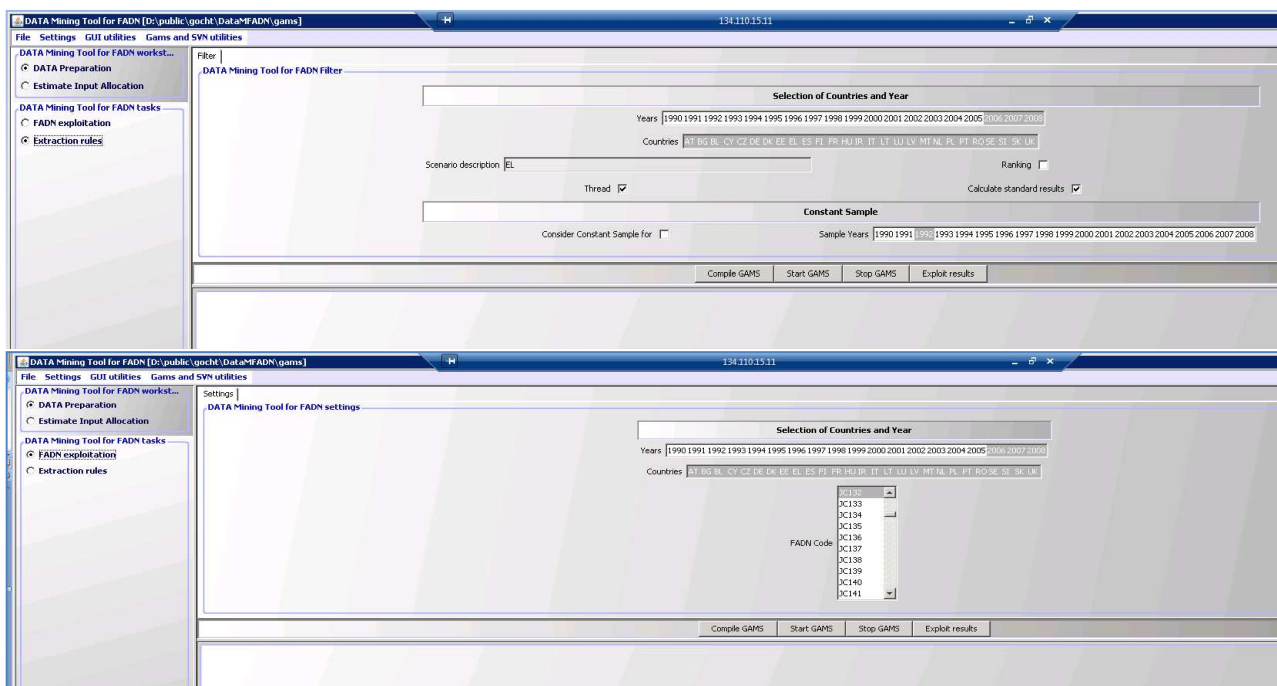 DATA Mining Tool for FADN [D:\public\gocht\DataMFADN\gams]
134.110.15.11
File Settings GUI utilities Gams and SVN utilities
DATA Mining Tool for FADN workst...
DATA Preparation
Estimate Input Allocation
DATA Mining Tool for FADN tasks
FADN exploitation
Extraction rules
Filter
DATA Mining Tool for FADN Filter
Selection of Countries and Year
Years 1990 1991 1992 1993 1994 1995 1996 1997 1998 1999 2000 2001 2002 2003 2004 2005 2006 2007 2008
Countries AT BG BL CY CZ DE DK EE EL ES FI FR HU IR IT LT LU LV MT NL PL PT RO SE SI SK UK
Scenario description EL
Ranking
Thread
Calculate standard results
Constant Sample
Consider Constant Sample for
Sample Years 1990 1991 1992 1993 1994 1995 1996 1997 1998 1999 2000 2001 2002 2003 2004 2005 2006 2007 2008
Compile GAMS Start GAMS Stop GAMS Exploit results
DATA Mining Tool for FADN [D:\public\gocht\DataMFADN\gams]
134.110.15.11
File Settings GUI utilities Gams and SVN utilities
DATA Mining Tool for FADN workst...
DATA Preparation
Estimate Input Allocation
DATA Mining Tool for FADN tasks
FADN exploitation
Extraction rules
Settings
DATA Mining Tool for FADN settings
Selection of Countries and Year
Years 1990 1991 1992 1993 1994 1995 1996 1997 1998 1999 2000 2001 2002 2003 2004 2005 2006 2007 2008
Countries AT BG BL CY CZ DE DK EE EL ES FI FR HU IR IT LT LU LV MT NL PL PT RO SE SI SK UK
FADN Code
JC132
JC133
JC134
JC135
JC136
JC137
JC138
JC139
JC140
JC141
Compile GAMS Start GAMS Stop GAMS Exploit results